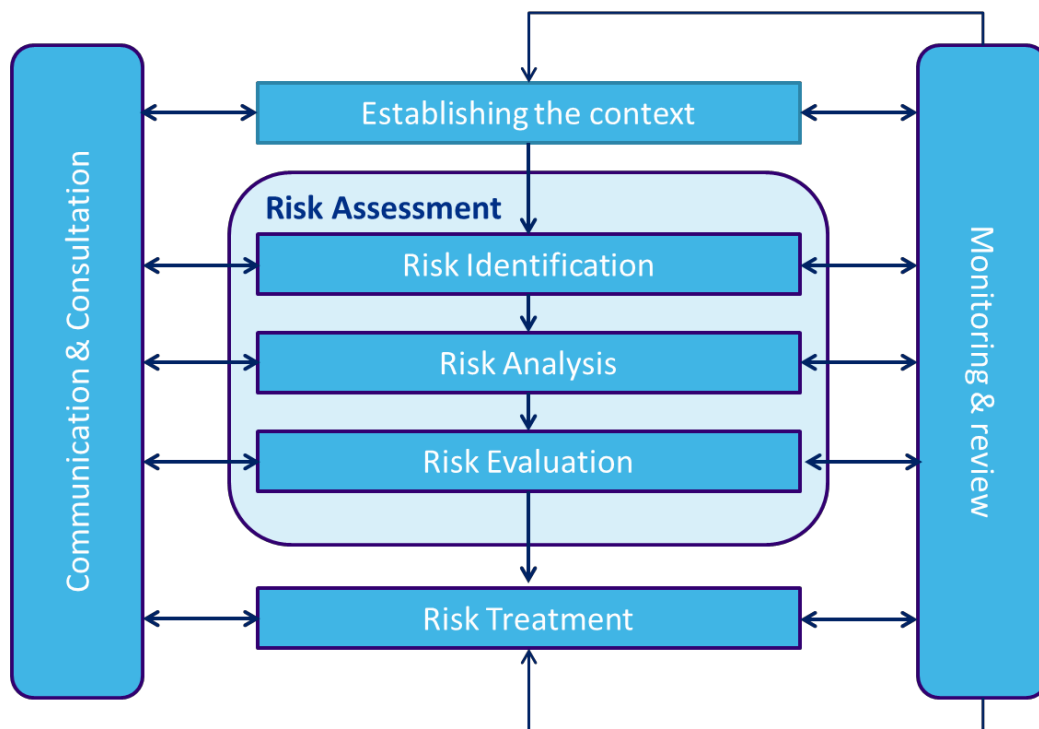 Establishing the context
Risk Assessment
Risk Identification
Risk Analysis
Risk Evaluation
Risk Treatment
Communication & Consultation
Monitoring & review